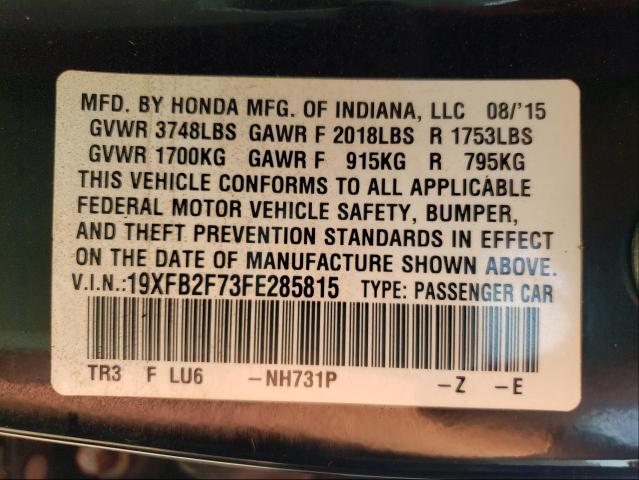 MFD. BY HONDA MFG. OF INDIANA, LLC 08/'15
GVWR 3748LBS GAWR F 2018LBS R 1753LBS
GVWR 1700KG GAWR F 915KG R 795KG
THIS VEHICLE CONFORMS TO ALL APPLICABLE
FEDERAL MOTOR VEHICLE SAFETY, BUMPER,
AND THEFT PREVENTION STANDARDS IN EFFECT
ON THE DATE OF MANUFACTURE SHOWN ABOVE.
V.I.N.:19XFB2F73FE285815 TYPE: PASSENGER CAR
TR3 F LU6 -NH731P -Z -E